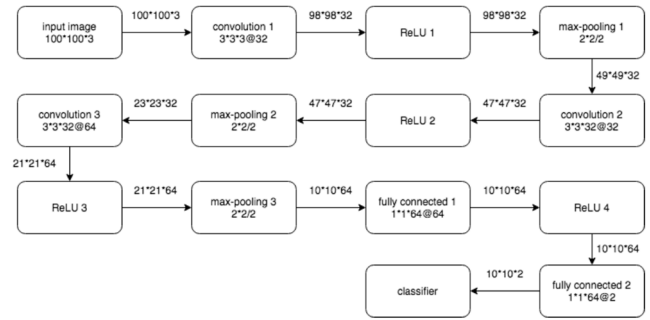 input image
100*100*3
100*100*3
convolution 1
3*3*3@32
98*98*32
ReLU 1
98*98*32
max-pooling 1
2*2/2
49*49*32
convolution 2
3*3*32@32
47*47*32
ReLU 2
47*47*32
max-pooling 2
2*2/2
23*23*32
convolution 3
3*3*32@64
21*21*64
ReLU 3
21*21*64
max-pooling 3
2*2/2
10*10*64
fully connected 1
1*1*64@64
10*10*64
ReLU 4
10*10*64
fully connected 2
1*1*64@2
10*10*2
classifier